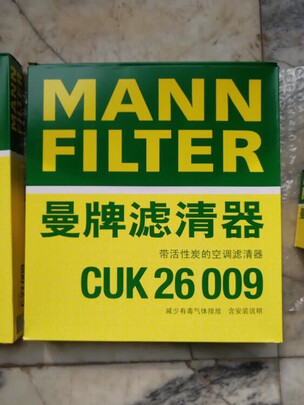 MANN
FILTER
曼牌滤清器
带活性炭的空调滤清器
CUK 26 009
减少有毒气体排放 含安装说明